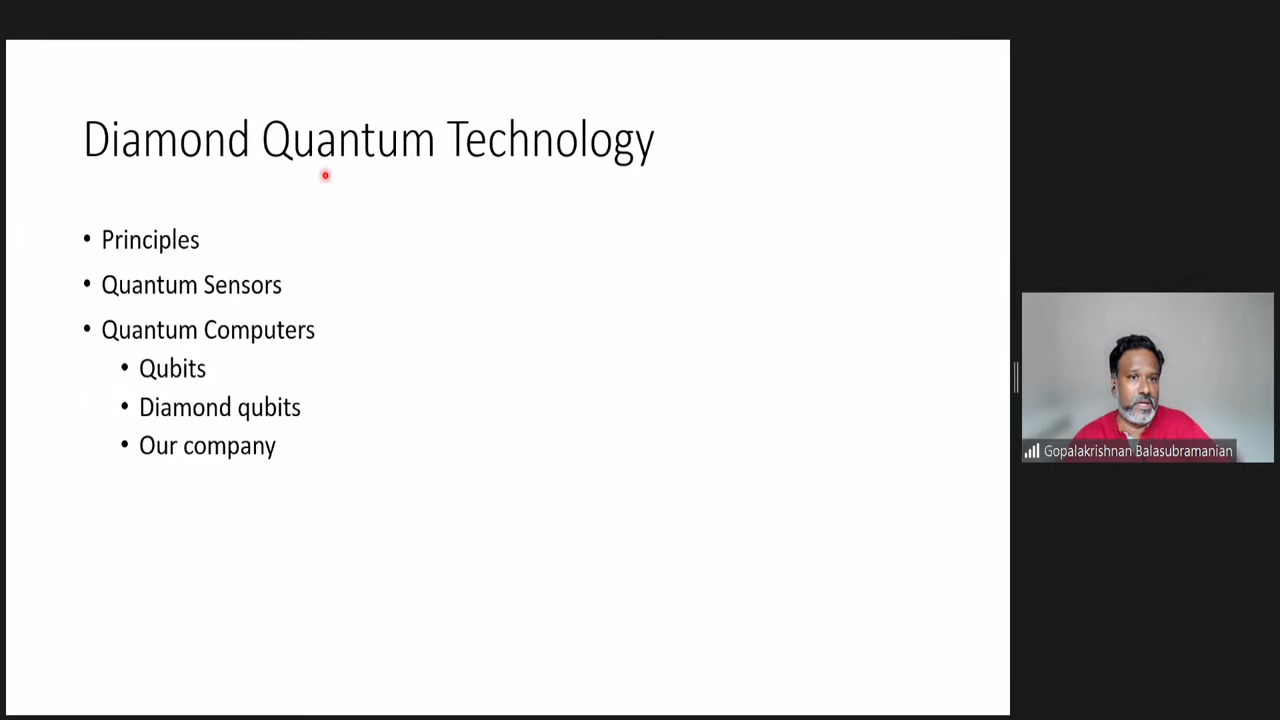 Diamond Quantum Technology
• Principles
• Quantum Sensors
• Quantum Computers
• Qubits
• Diamond qubits
• Our company
Gopalakrishnan Balasubramanian